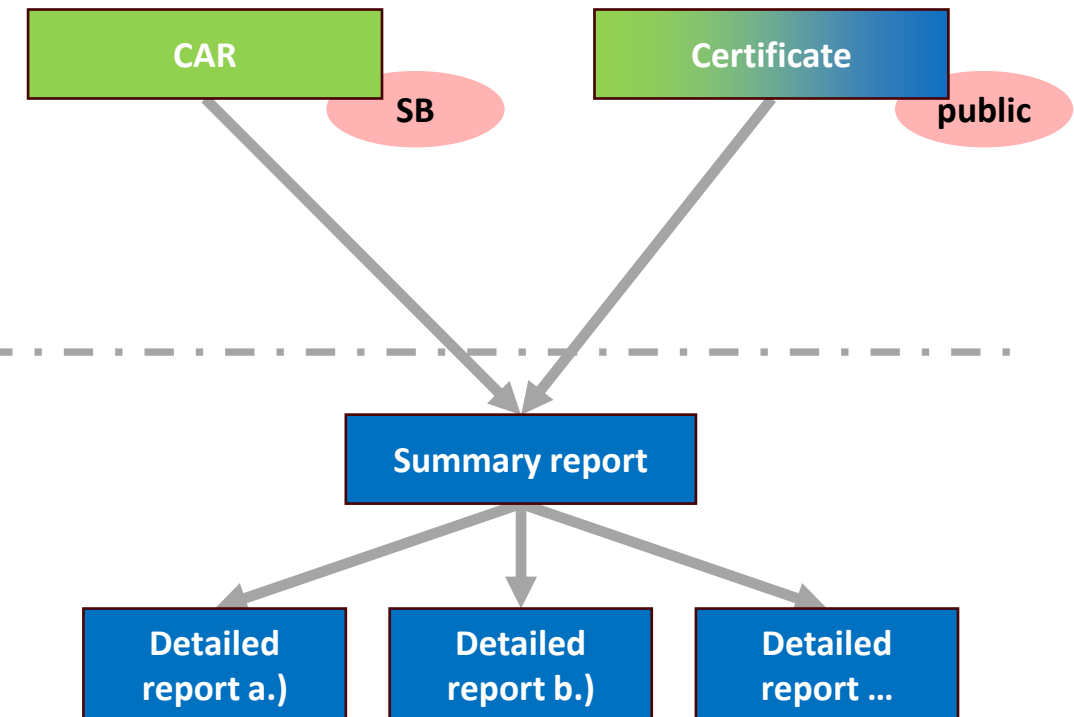 CAR
Certificate
SB
public
Summary report
Detailed
report a.)
Detailed
report b.)
Detailed
report ...